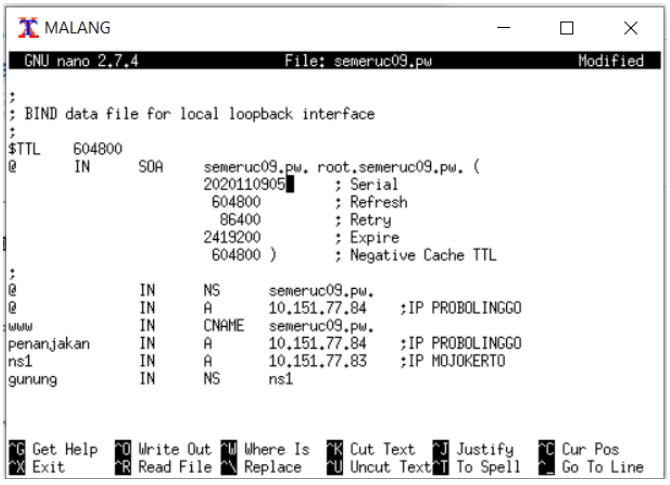 MALANG
GNU nano 2.7.4 File: semeruc09.pw Modified
;
; BIND data file for local loopback interface
;
$TTL 604800
@ IN SOA semeruc09.pw. root.semeruc09.pw. (
2020110905 ; Serial
604800 ; Refresh
86400 ; Retry
2419200 ; Expire
604800 ) ; Negative Cache TTL
;
@ IN NS semeruc09.pw.
@ IN A 10.151.77.84 ;IP PROBOLINGGO
www IN CNAME semeruc09.pw.
penanjakan IN A 10.151.77.84 ;IP PROBOLINGGO
ns1 IN A 10.151.77.83 ;IP MOJOKERTO
gunung IN NS ns1
^G Get Help ^O Write Out ^W Where Is ^K Cut Text ^J Justify ^C Cur Pos
^X Exit ^R Read File ^\ Replace ^U Uncut Text ^T To Spell ^_ Go To Line